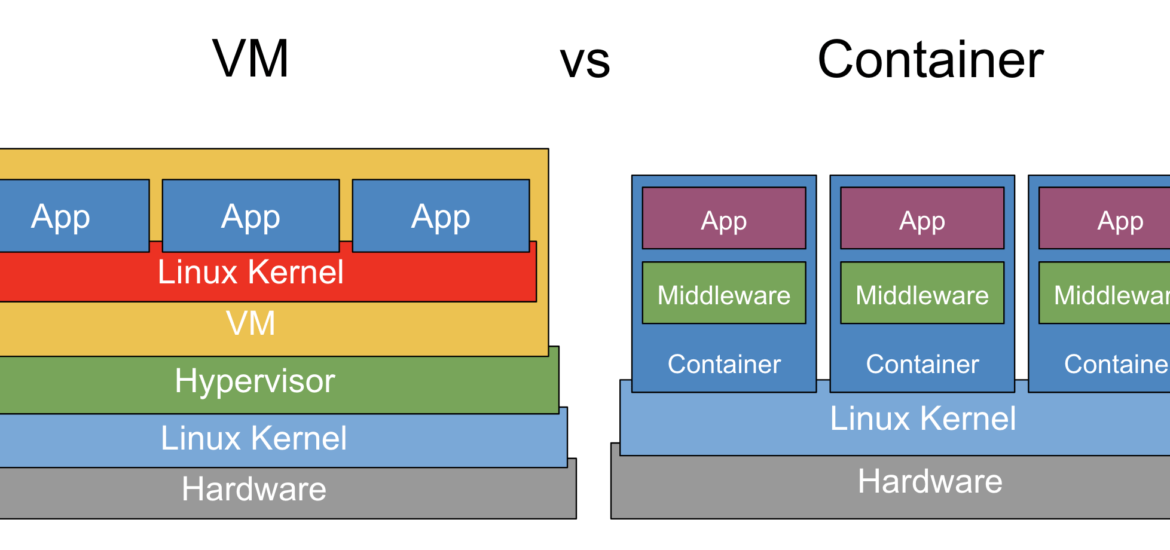 VM vs Container
App App App
Linux Kernel
VM
Hypervisor
Linux Kernel
Hardware
App App App
Middleware Middleware Middlewar
Container Container Containe
Linux Kernel
Hardware